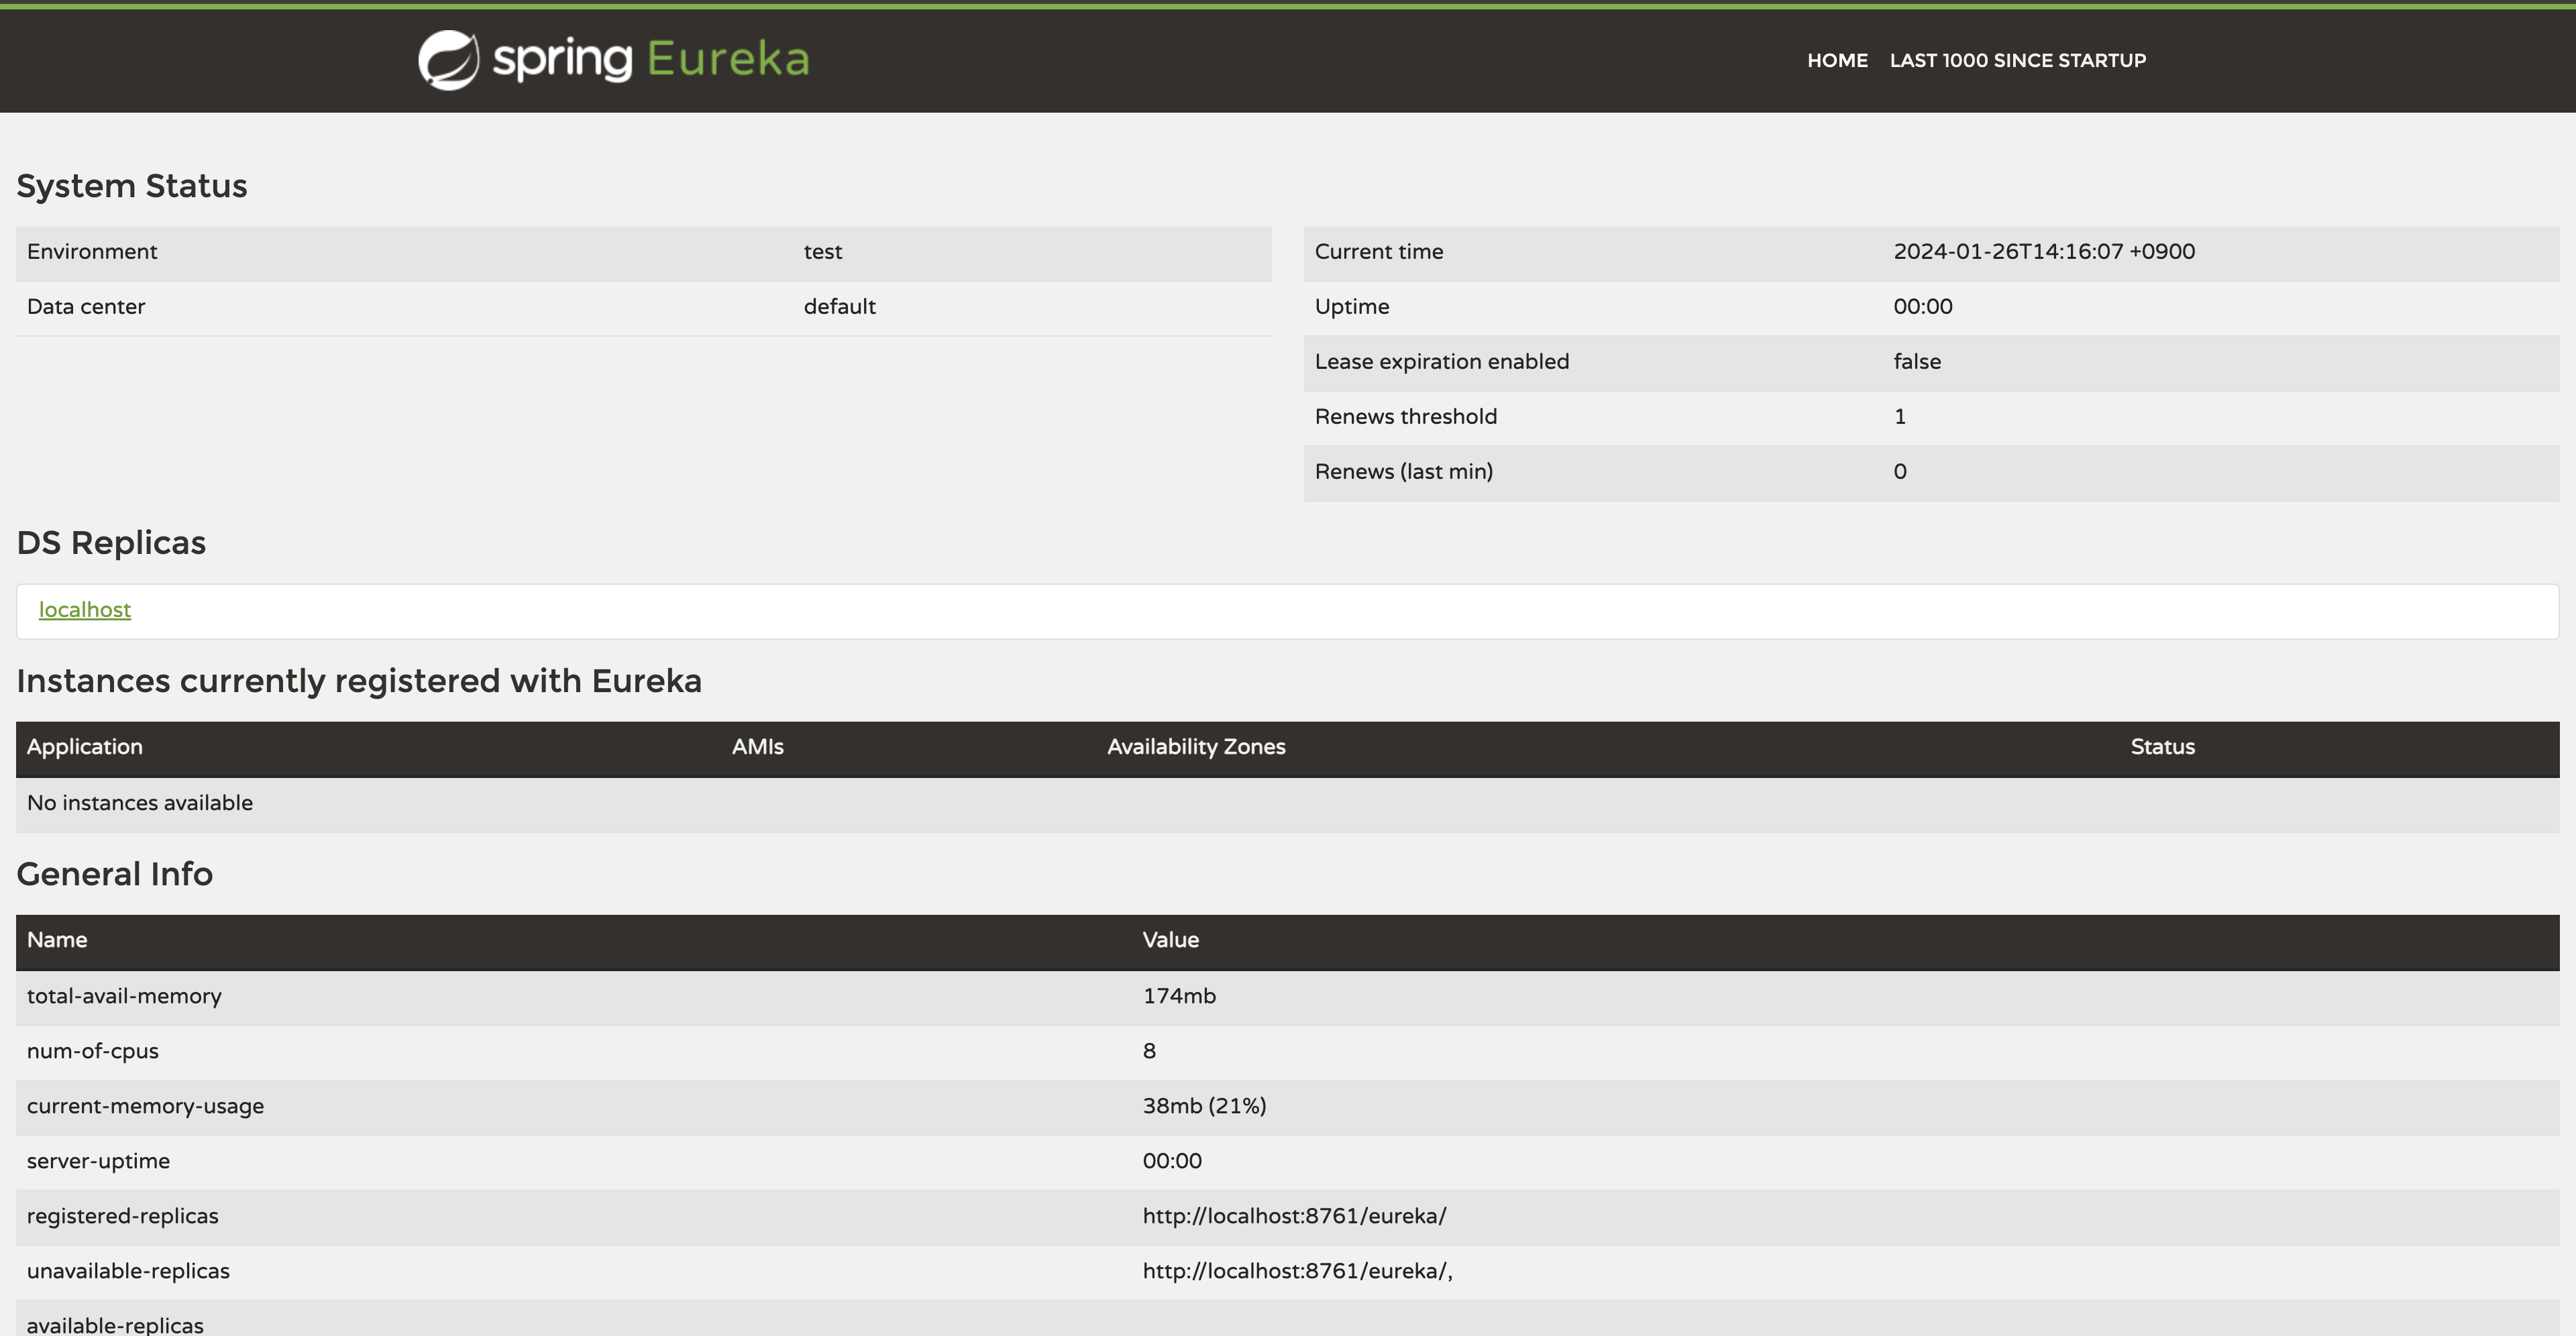 spring Eureka
HOME LAST 1000 SINCE STARTUP
System Status
Environment test
Data center default
Current time 2024-01-26T14:16:07 +0900
Uptime 00:00
Lease expiration enabled false
Renews threshold 1
Renews (last min) 0
DS Replicas
localhost
Instances currently registered with Eureka
Application AMIs Availability Zones Status
No instances available
General Info
Name Value
total-avail-memory 174mb
num-of-cpus 8
current-memory-usage 38mb (21%)
server-uptime 00:00
registered-replicas http://localhost:8761/eureka/
unavailable-replicas http://localhost:8761/eureka/,
available-replicas